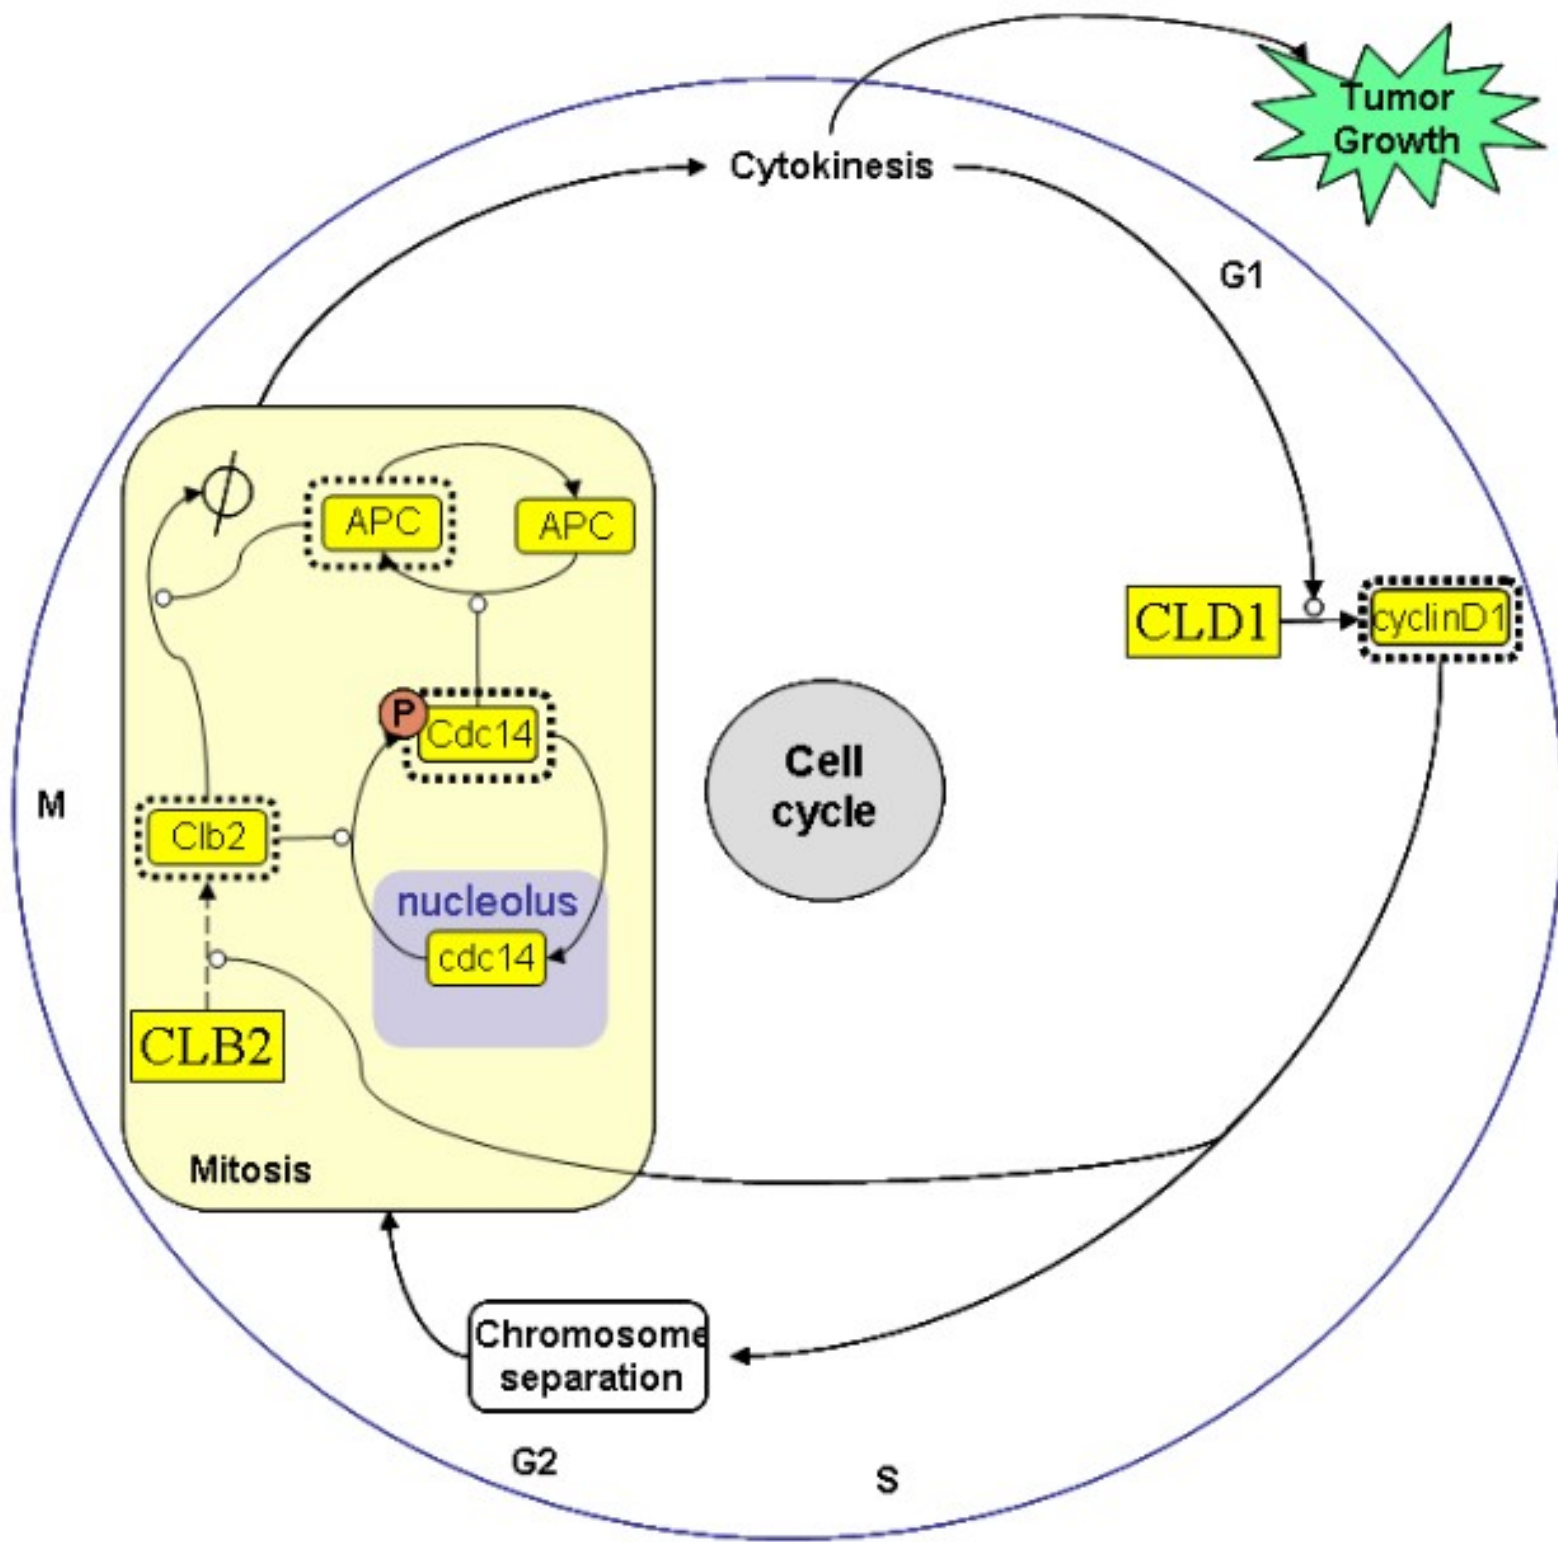 Tumor
Growth
Cytokinesis
G1
APC
APC
CLD1
cyclinD1
P
Cdc14
Cell
cycle
M
Clb2
nucleolus
cdc14
CLB2
Mitosis
Chromosome
separation
G2
S